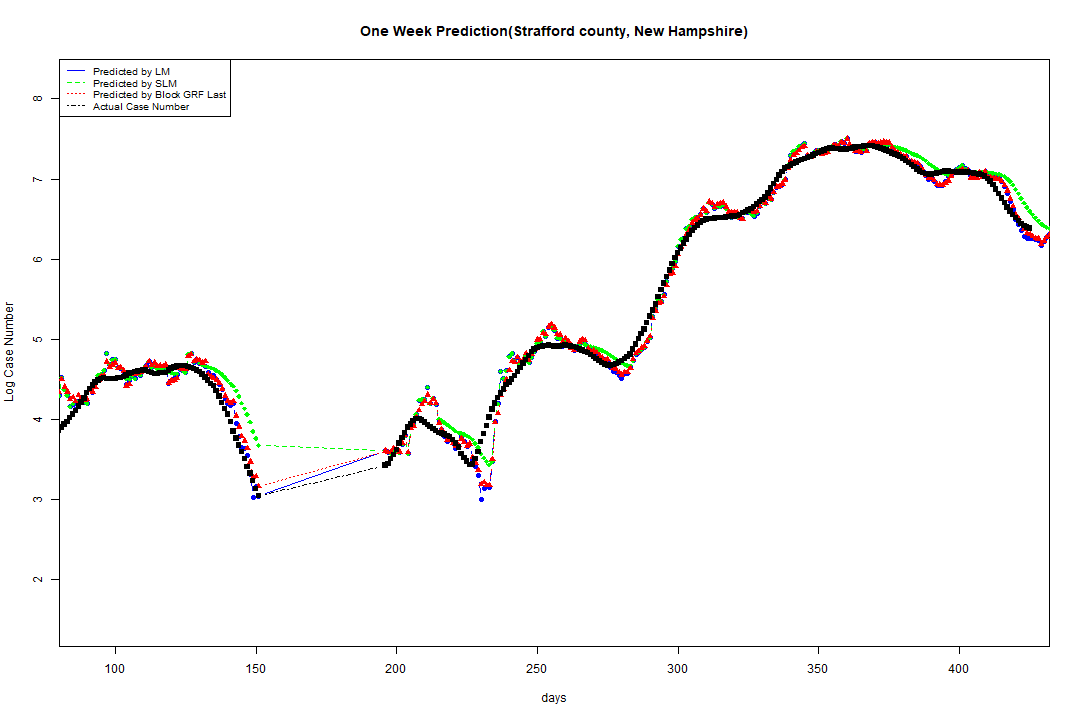 One Week Prediction(Strafford county, New Hampshire)
Predicted by LM
Predicted by SLM
Predicted by Block GRF Last
Actual Case Number
8
7
6
5
4
3
2
Log Case Number
100 150 200 250 300 350 400
days